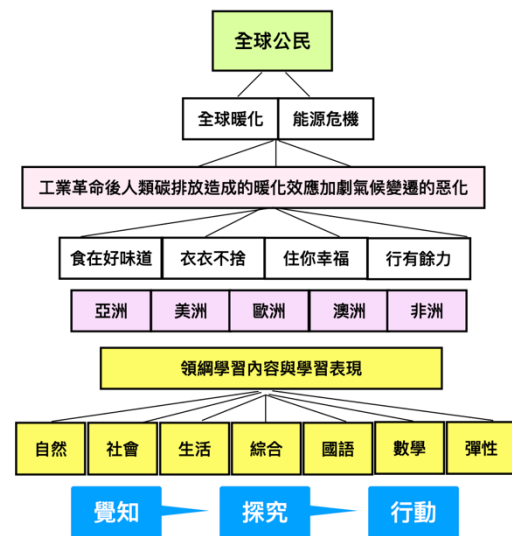 全球公民
全球暖化 能源危機
工業革命後人類碳排放造成的暖化效應加劇氣候變遷的惡化
食在好味道 衣衣不捨 住你幸福 行有餘力
亞洲 美洲 歐洲 澳洲 非洲
領綱學習內容與學習表現
自然 社會 生活 綜合 國語 數學 彈性
覺知 探究 行動